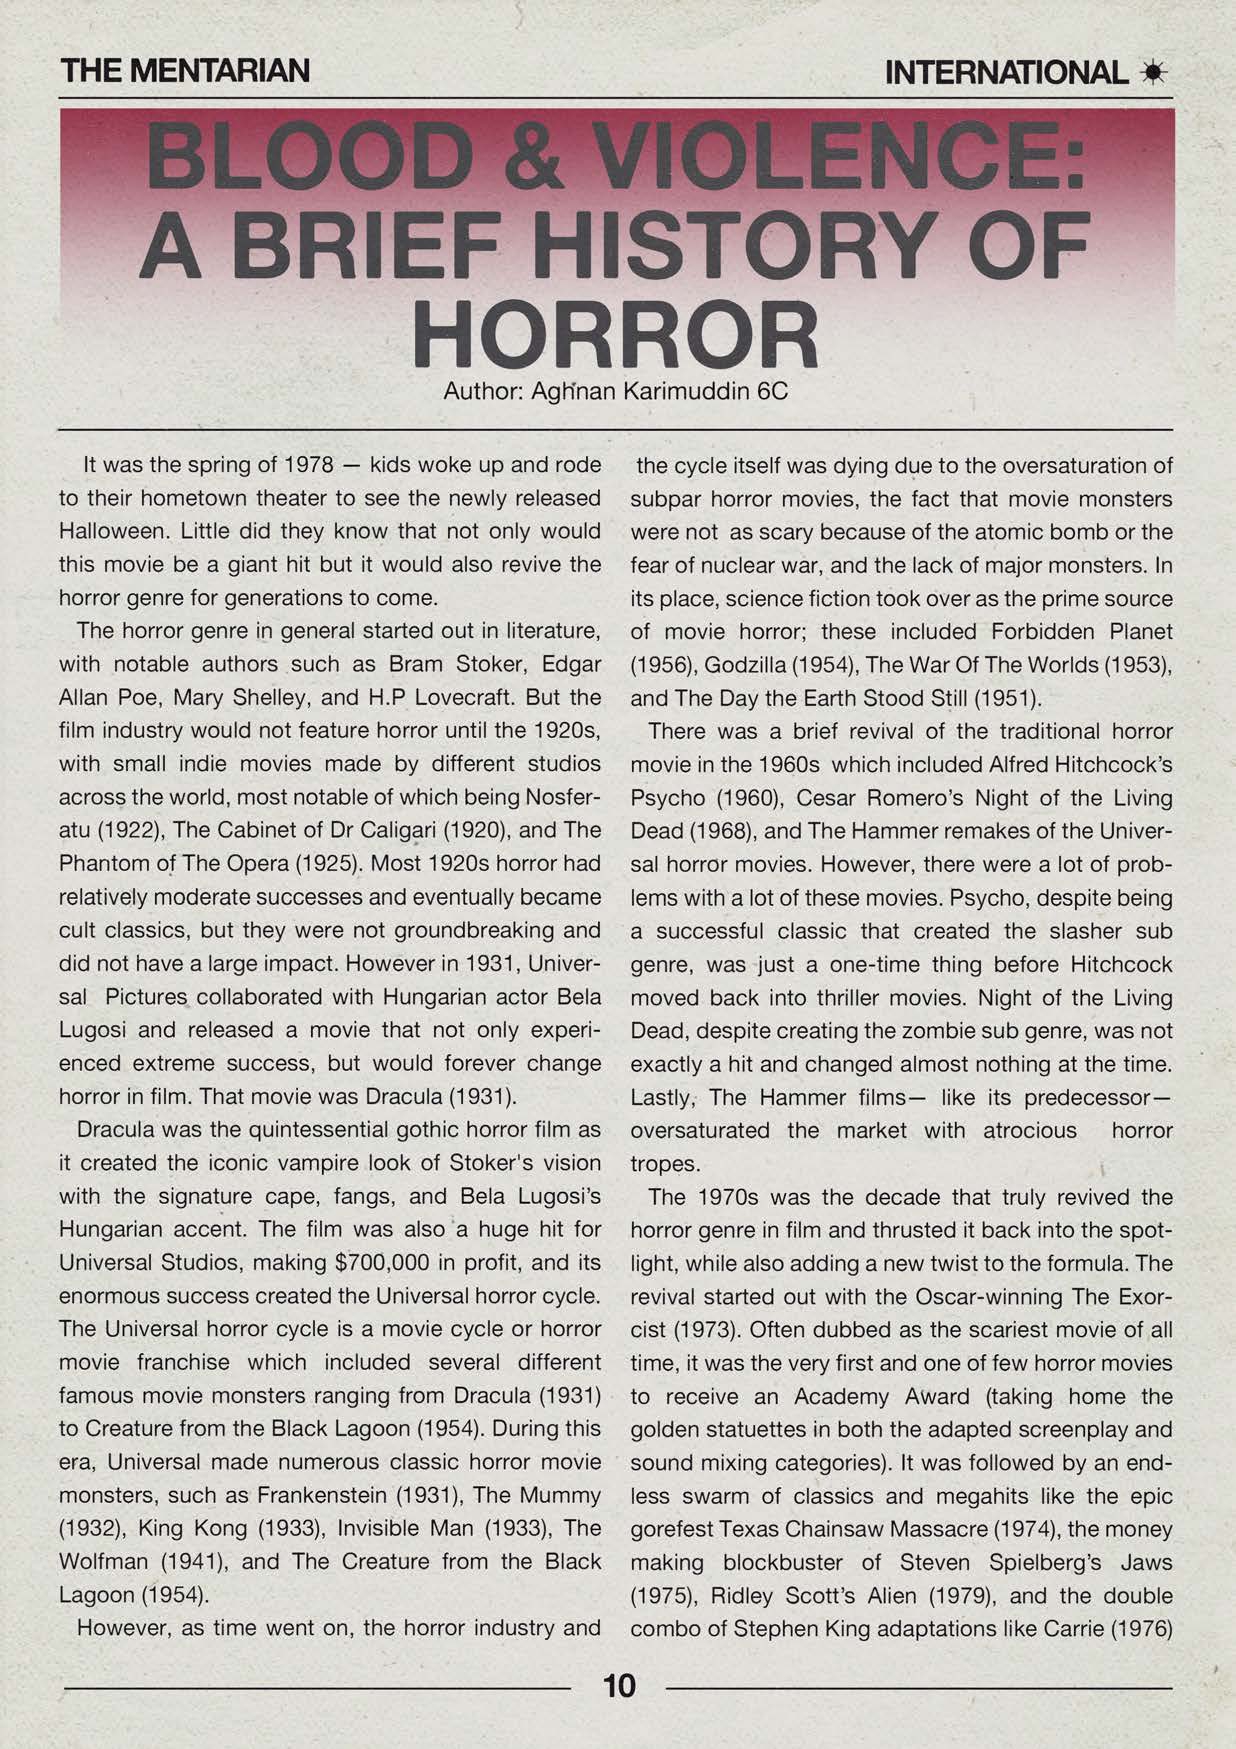 THE MENTARIAN
INTERNATIONAL
BLOOD & VIOLENCE:
A BRIEF HISTORY OF
HORROR
Author: Aghnan Karimuddin 6C
It was the spring of 1978 — kids woke up and rode
to their hometown theater to see the newly released
Halloween. Little did they know that not only would
this movie be a giant hit but it would also revive the
horror genre for generations to come.
The horror genre in general started out in literature,
with notable authors such as Bram Stoker, Edgar
Allan Poe, Mary Shelley, and H.P Lovecraft. But the
film industry would not feature horror until the 1920s,
with small indie movies made by different studios
across the world, most notable of which being Nosfer-
atu (1922), The Cabinet of Dr Caligari (1920), and The
Phantom of The Opera (1925). Most 1920s horror had
relatively moderate successes and eventually became
cult classics, but they were not groundbreaking and
did not have a large impact. However in 1931, Univer-
sal Pictures collaborated with Hungarian actor Bela
Lugosi and released a movie that not only experi-
enced extreme success, but would forever change
horror in film. That movie was Dracula (1931).
Dracula was the quintessential gothic horror film as
it created the iconic vampire look of Stoker's vision
with the signature cape, fangs, and Bela Lugosi's
Hungarian accent. The film was also a huge hit for
Universal Studios, making $700,000 in profit, and its
enormous success created the Universal horror cycle.
The Universal horror cycle is a movie cycle or horror
movie franchise which included several different
famous movie monsters ranging from Dracula (1931)
to Creature from the Black Lagoon (1954). During this
era, Universal made numerous classic horror movie
monsters, such as Frankenstein (1931), The Mummy
(1932), King Kong (1933), Invisible Man (1933), The
Wolfman (1941), and The Creature from the Black
Lagoon (1954).
However, as time went on, the horror industry and
the cycle itself was dying due to the oversaturation of
subpar horror movies, the fact that movie monsters
were not as scary because of the atomic bomb or the
fear of nuclear war, and the lack of major monsters. In
its place, science fiction took over as the prime source
of movie horror; these included Forbidden Planet
(1956), Godzilla (1954), The War Of The Worlds (1953),
and The Day the Earth Stood Still (1951).
There was a brief revival of the traditional horror
movie in the 1960s which included Alfred Hitchcock's
Psycho (1960), Cesar Romero's Night of the Living
Dead (1968), and The Hammer remakes of the Univer-
sal horror movies. However, there were a lot of prob-
lems with a lot of these movies. Psycho, despite being
a successful classic that created the slasher sub
genre, was just a one-time thing before Hitchcock
moved back into thriller movies. Night of the Living
Dead, despite creating the zombie sub genre, was not
exactly a hit and changed almost nothing at the time.
Lastly, The Hammer films— like its predecessor—
oversaturated the market with atrocious horror
tropes.
The 1970s was the decade that truly revived the
horror genre in film and thrusted it back into the spot-
light, while also adding a new twist to the formula. The
revival started out with the Oscar-winning The Exor-
cist (1973). Often dubbed as the scariest movie of all
time, it was the very first and one of few horror movies
to receive an Academy Award (taking home the
golden statuettes in both the adapted screenplay and
sound mixing categories). It was followed by an end-
less swarm of classics and megahits like the epic
gorefest Texas Chainsaw Massacre (1974), the money
making blockbuster of Steven Spielberg's Jaws
(1975), Ridley Scott's Alien (1979), and the double
combo of Stephen King adaptations like Carrie (1976)
10